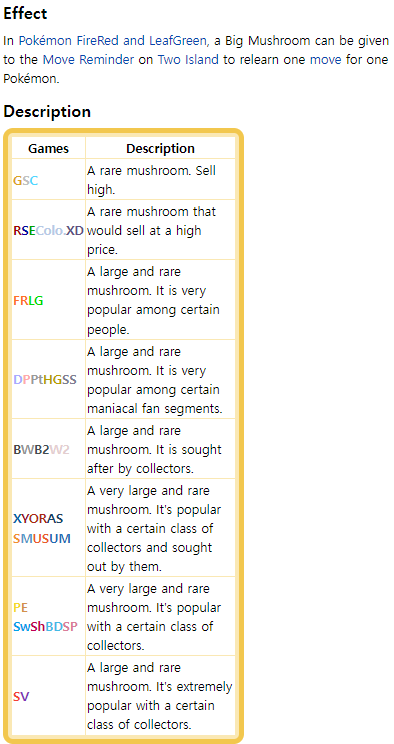 Effect
In Pokémon FireRed and LeafGreen, a Big Mushroom can be given
to the Move Reminder on Two Island to relearn one move for one
Pokémon.
Description
Games Description
GSC
A rare mushroom. Sell
high.
RSEColo.XD
A rare mushroom that
would sell at a high
price.
FRLG
A large and rare
mushroom. It is very
popular among certain
people.
DPPtHGSS
A large and rare
mushroom. It is very
popular among certain
maniacal fan segments.
BWB2W2
A large and rare
mushroom. It is sought
after by collectors.
XYORAS
SMUSUM
A very large and rare
mushroom. It's popular
with a certain class of
collectors and sought
out by them.
PE
SwShBDSP
A very large and rare
mushroom. It's popular
with a certain class of
collectors.
SV
A large and rare
mushroom. It's extremely
popular with a certain
class of collectors.